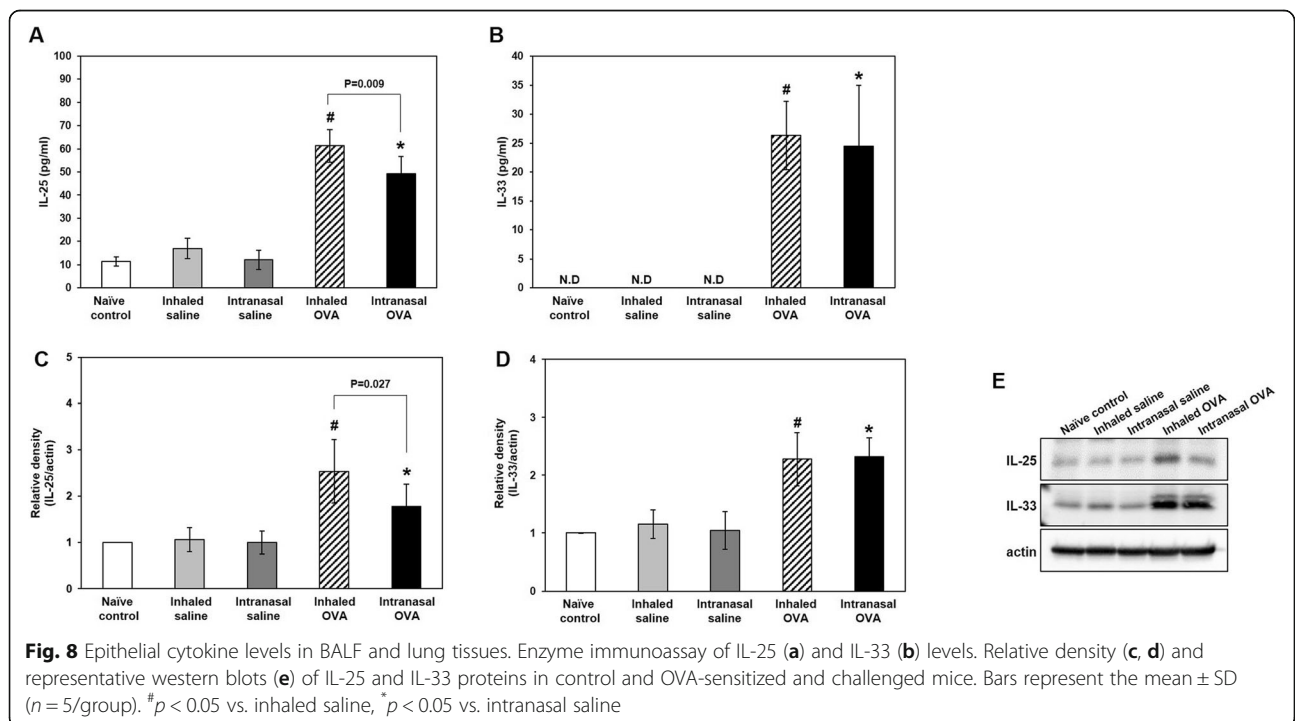 A
100
90
80
70
60
50
40
30
20
10
0
IL-25 (pg/ml)
P=0.009
#
*
Naïve control
Inhaled saline
Intranasal saline
Inhaled OVA
Intranasal OVA
B
40
35
30
25
20
15
10
5
0
IL-33 (pg/ml)
N.D
N.D
N.D
#
*
Naïve control
Inhaled saline
Intranasal saline
Inhaled OVA
Intranasal OVA
C
5
4
3
2
1
0
Relative density
(IL-25/actin)
P=0.027
#
*
Naïve control
Inhaled saline
Intranasal saline
Inhaled OVA
Intranasal OVA
D
4
3
2
1
0
Relative density
(IL-33/actin)
#
*
Naïve control
Inhaled saline
Intranasal saline
Inhaled OVA
Intranasal OVA
E
Naïve control
Inhaled saline
Intranasal saline
Inhaled OVA
Intranasal OVA
IL-25
IL-33
actin
Fig. 8 Epithelial cytokine levels in BALF and lung tissues. Enzyme immunoassay of IL-25 (a) and IL-33 (b) levels. Relative density (c, d) and
representative western blots (e) of IL-25 and IL-33 proteins in control and OVA-sensitized and challenged mice. Bars represent the mean ± SD
(n = 5/group). #p < 0.05 vs. inhaled saline, *p < 0.05 vs. intranasal saline